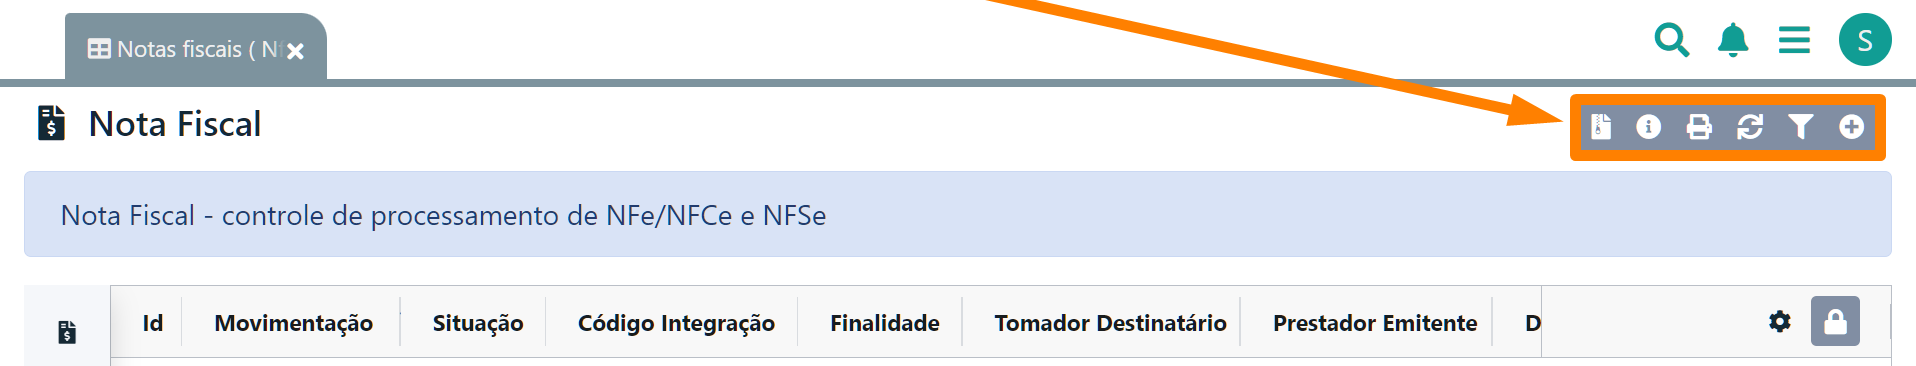 Notas fiscais ( Nf
S
Nota Fiscal
Nota Fiscal - controle de processamento de NFe/NFCe e NFSe
Id Movimentação Situação Código Integração Finalidade Tomador Destinatário Prestador Emitente D